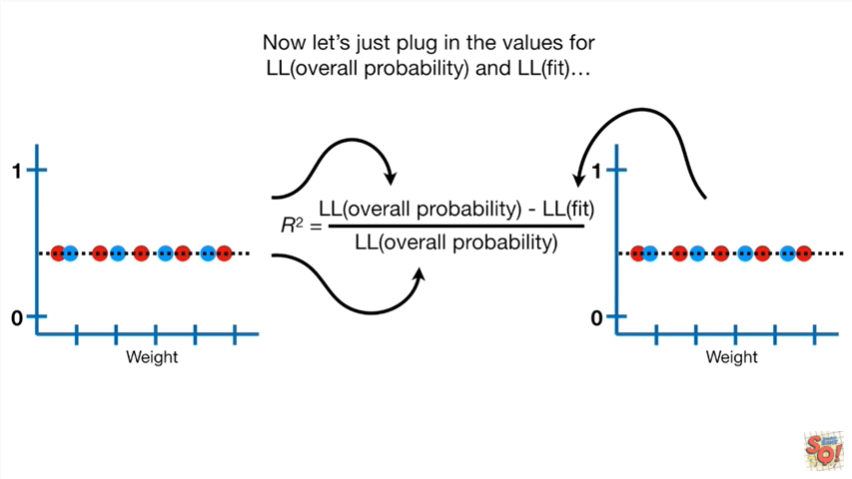 Now let's just plug in the values for
LL(overall probability) and LL(fit)…
1
0
Weight
R² =
LL(overall probability) - LL(fit)
LL(overall probability)
1
0
Weight
SQ!